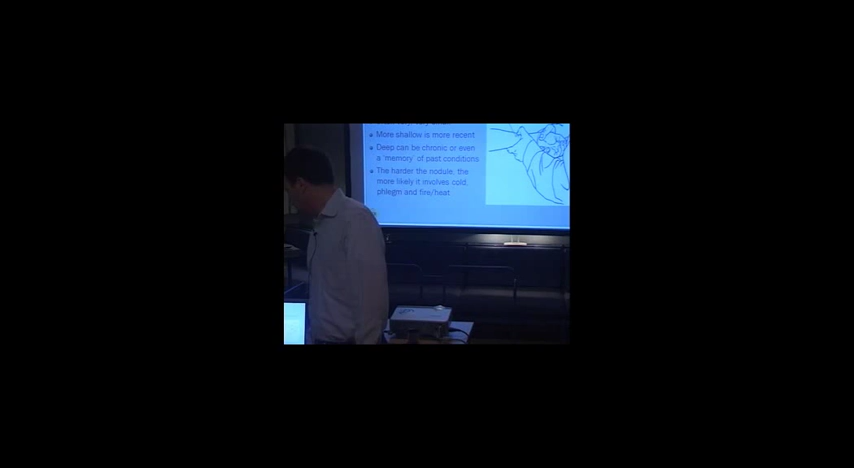 More shallow is more recent
Deep can be chronic or even
a 'memory' of past conditions
The harder the nodule, the
more likely it involves cold,
phlegm and fire/heat